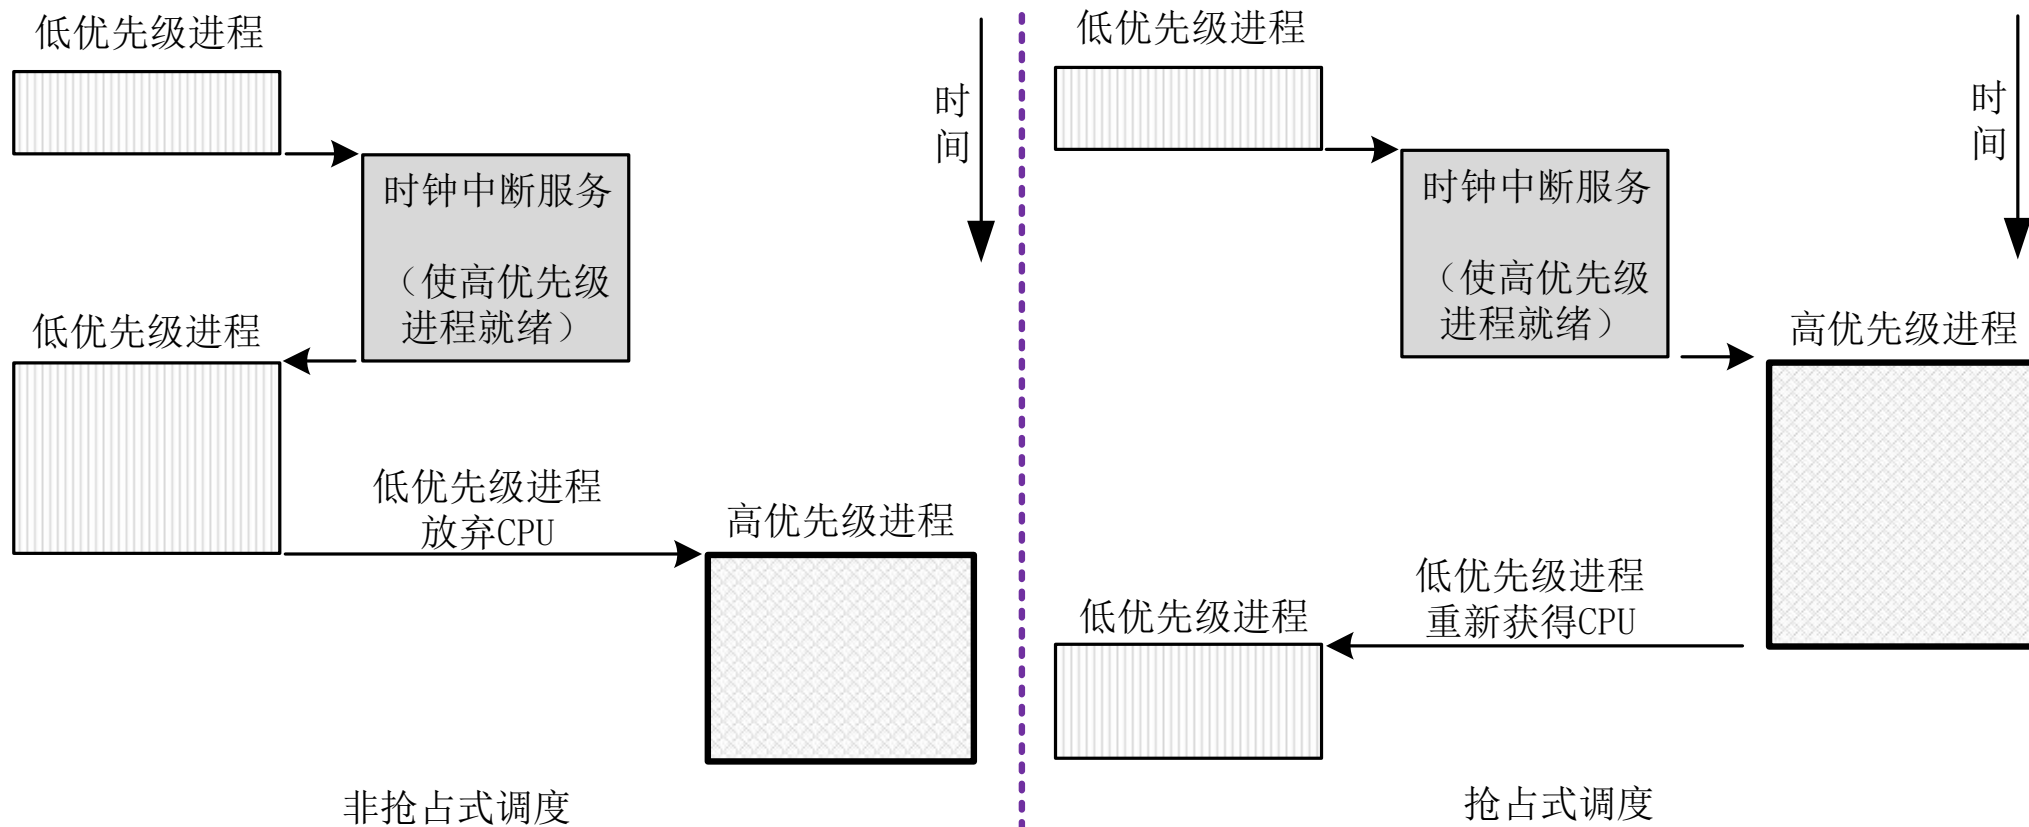 低优先级进程
时
间
时钟中断服务
（使高优先级
进程就绪）
低优先级进程
低优先级进程
放弃CPU
高优先级进程
非抢占式调度
低优先级进程
时
间
时钟中断服务
（使高优先级
进程就绪）
高优先级进程
低优先级进程
重新获得CPU
低优先级进程
抢占式调度